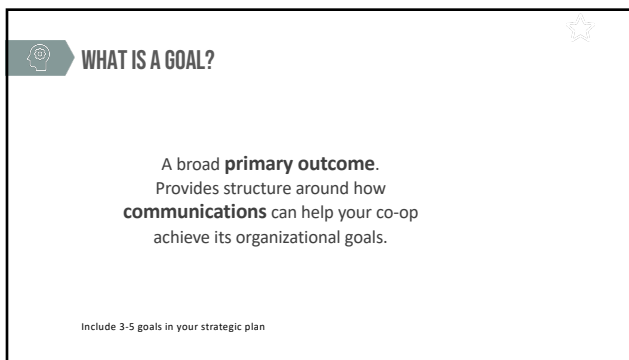 WHAT IS A GOAL?
A broad primary outcome.
Provides structure around how
communications can help your co-op
achieve its organizational goals.
Include 3-5 goals in your strategic plan